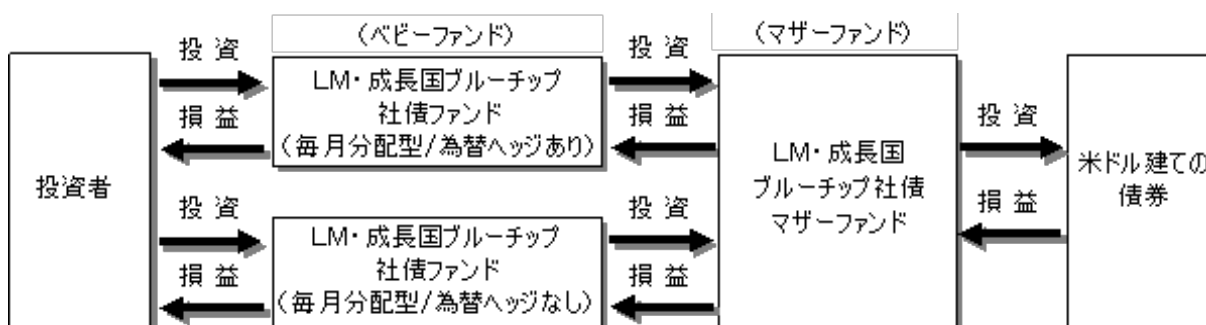 (ベビーファンド)
(マザーファンド)
投資者
投 資
損 益
LM・成長国ブルーチップ
社債ファンド
(毎月分配型/為替ヘッジあり)
投 資
損 益
投 資
損 益
LM・成長国ブルーチップ
社債ファンド
(毎月分配型/為替ヘッジなし)
投 資
損 益
LM・成長国
ブルーチップ社債
マザーファンド
投 資
損 益
米ドル建ての
債券